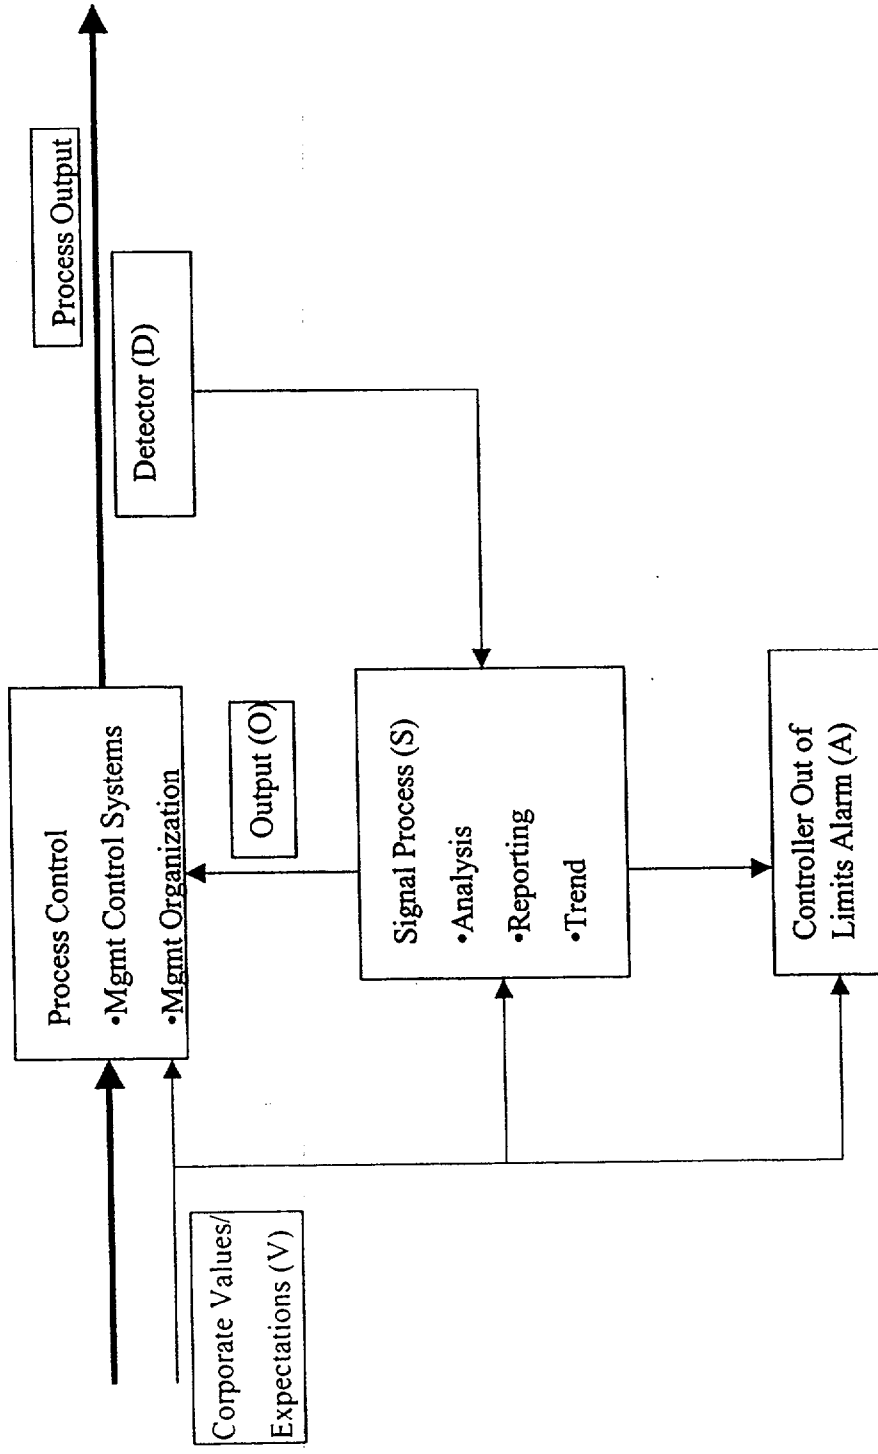 Process Output
Detector (D)
Process Control
•Mgmt Control Systems
•Mgmt Organization
Output (O)
Corporate Values/
Expectations (V)
Signal Process (S)
•Analysis
•Reporting
•Trend
Controller Out of
Limits Alarm (A)